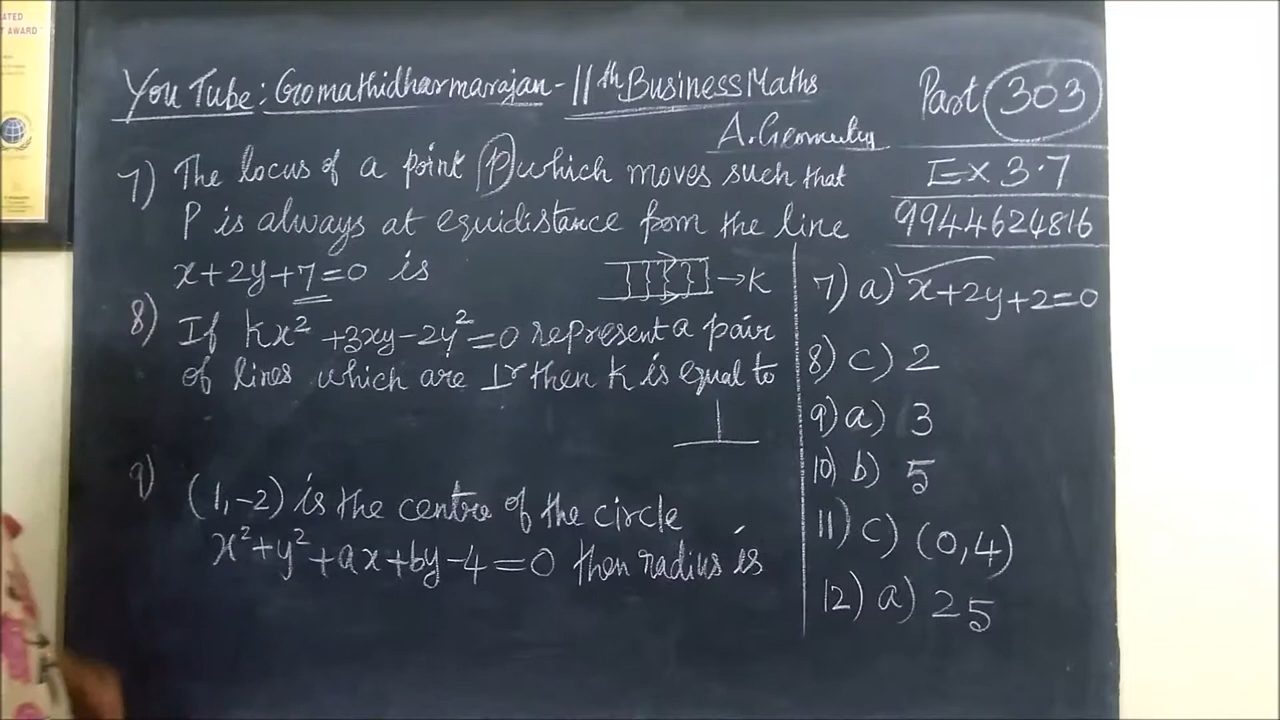 ATED
T AWARD"
YouTube: Gomathidharmarajan - 11th Business Maths
Part 303
A. Geometry
Ex 3.7
9944624816
7) The locus of a point P which moves such that
P is always at equidistance from the line
x+2y+7=0 is
→K
8) If kx²+3xy-2y²=0 represent a pair
of lines which are ⊥r then k is equal to
9) (1,-2) is the centre of the circle
x²+y²+ax+by-4=0 then radius is
7) a) x+2y+2=0
8) c) 2
9) a) 3
10) b) 5
11) c) (0,4)
12) a) 25